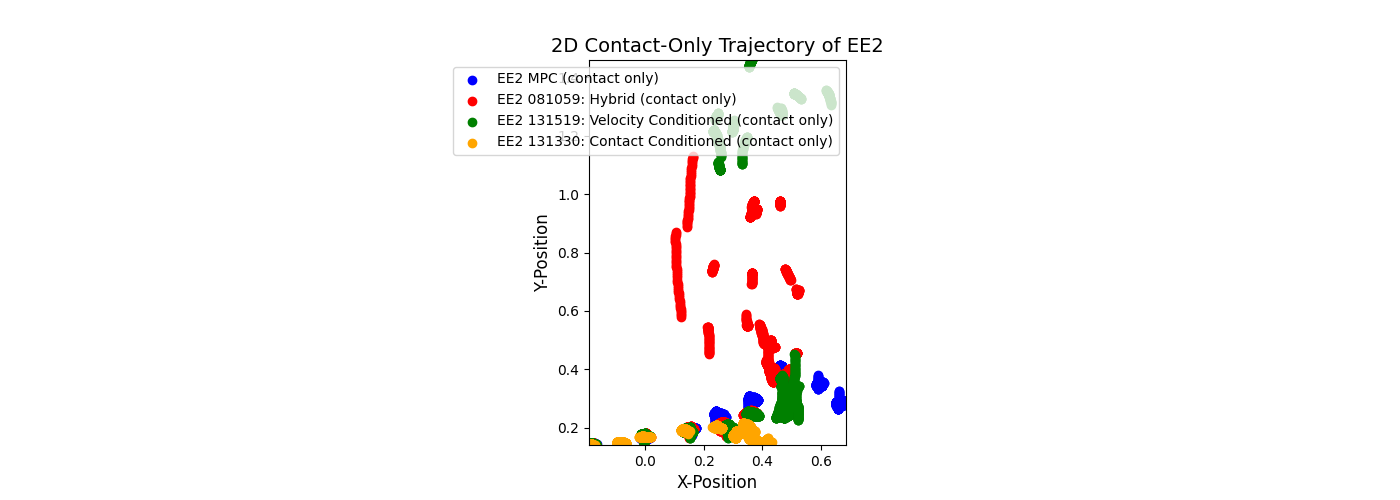 2D Contact-Only Trajectory of EE2
EE2 MPC (contact only)
EE2 081059: Hybrid (contact only)
EE2 131519: Velocity Conditioned (contact only)
EE2 131330: Contact Conditioned (contact only)
1.0
0.8
0.6
0.4
0.2
Y-Position
0.0 0.2 0.4 0.6
X-Position